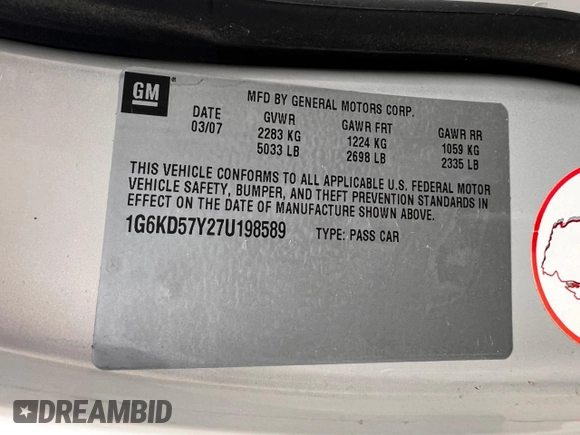 GM
MFD BY GENERAL MOTORS CORP.
DATE GVWR GAWR FRT GAWR RR
03/07 2283 KG 1224 KG 1059 KG
5033 LB 2698 LB 2335 LB
THIS VEHICLE CONFORMS TO ALL APPLICABLE U.S. FEDERAL MOTOR
VEHICLE SAFETY, BUMPER, AND THEFT PREVENTION STANDARDS IN
EFFECT ON THE DATE OF MANUFACTURE SHOWN ABOVE.
1G6KD57Y27U198589 TYPE: PASS CAR
DREAMBID